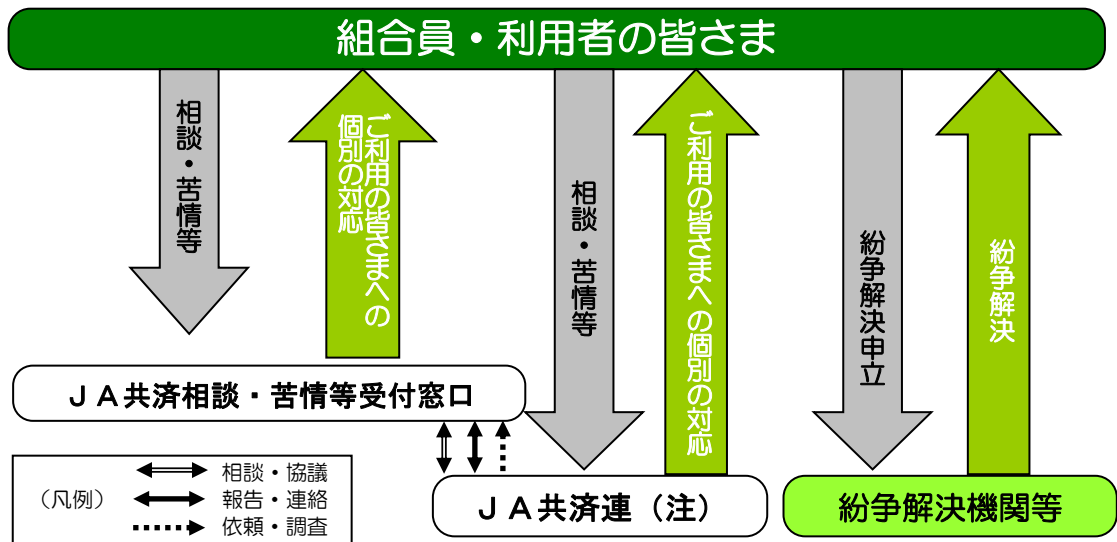 組合員・利用者の皆さま
相談・苦情等
ご利用の皆さまへの
個別の対応
相談・苦情等
ご利用の皆さまへの個別の対応
紛争解決申立
紛争解決
ＪＡ共済相談・苦情等受付窓口
（凡例）
相談・協議
報告・連絡
依頼・調査
ＪＡ共済連（注）
紛争解決機関等